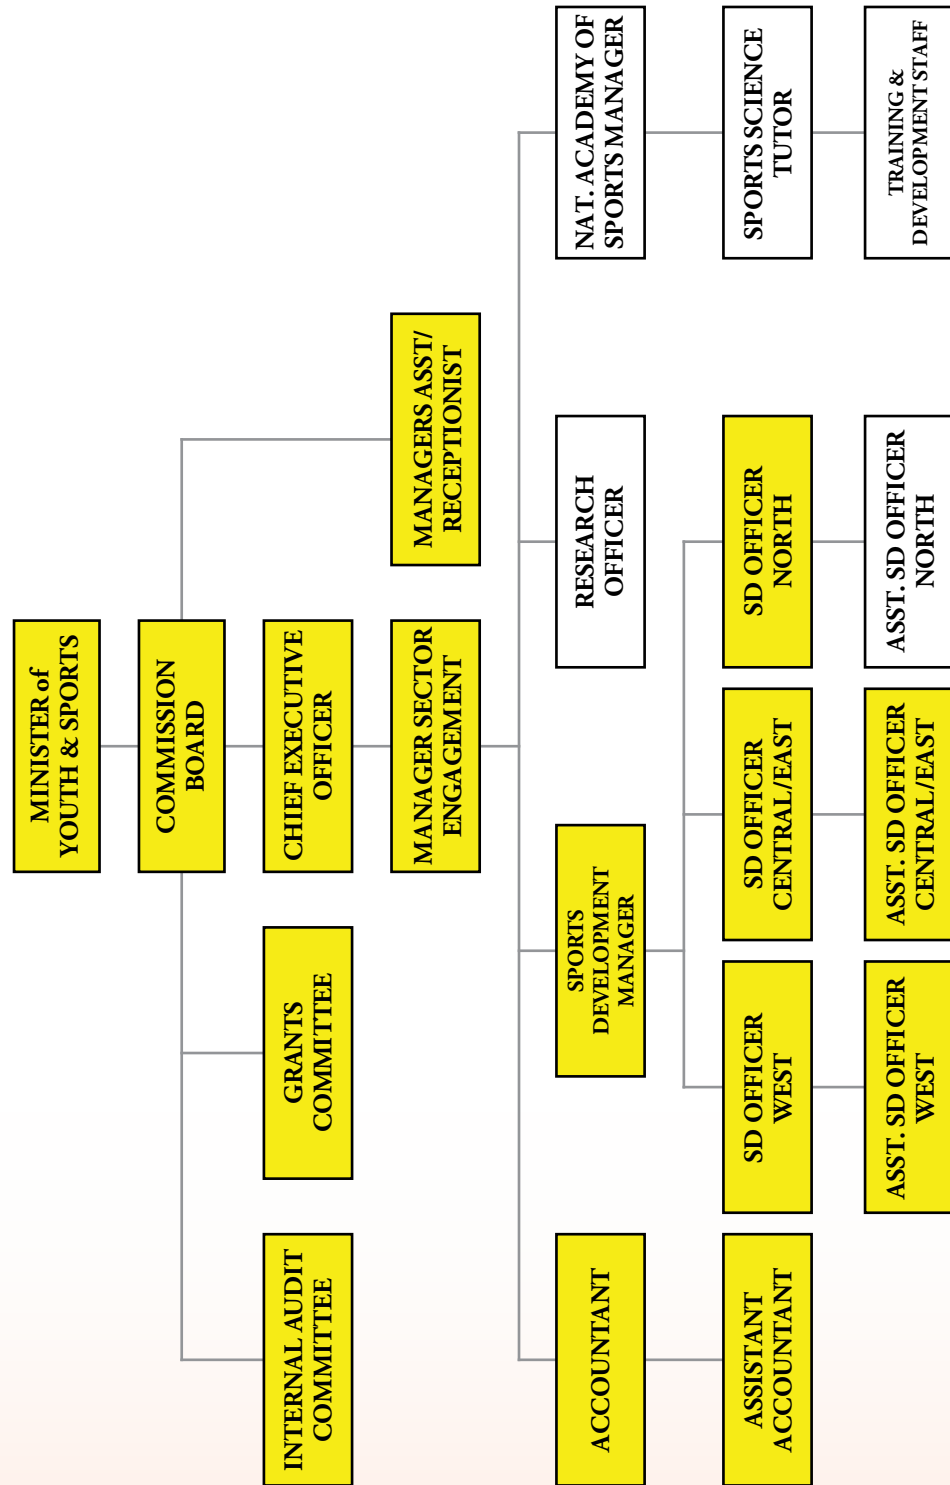 MINISTER of
YOUTH & SPORTS
COMMISSION
BOARD
INTERNAL AUDIT
COMMITTEE
GRANTS
COMMITTEE
CHIEF EXECUTIVE
OFFICER
MANAGER SECTOR
ENGAGEMENT
MANAGERS ASST/
RECEPTIONIST
ACCOUNTANT
SPORTS
DEVELOPMENT
MANAGER
RESEARCH
OFFICER
NAT. ACADEMY OF
SPORTS MANAGER
ASSISTANT
ACCOUNTANT
SD OFFICER
WEST
SD OFFICER
CENTRAL/EAST
SD OFFICER
NORTH
SPORTS SCIENCE
TUTOR
ASST. SD OFFICER
WEST
ASST. SD OFFICER
CENTRAL/EAST
ASST. SD OFFICER
NORTH
TRAINING &
DEVELOPMENT STAFF